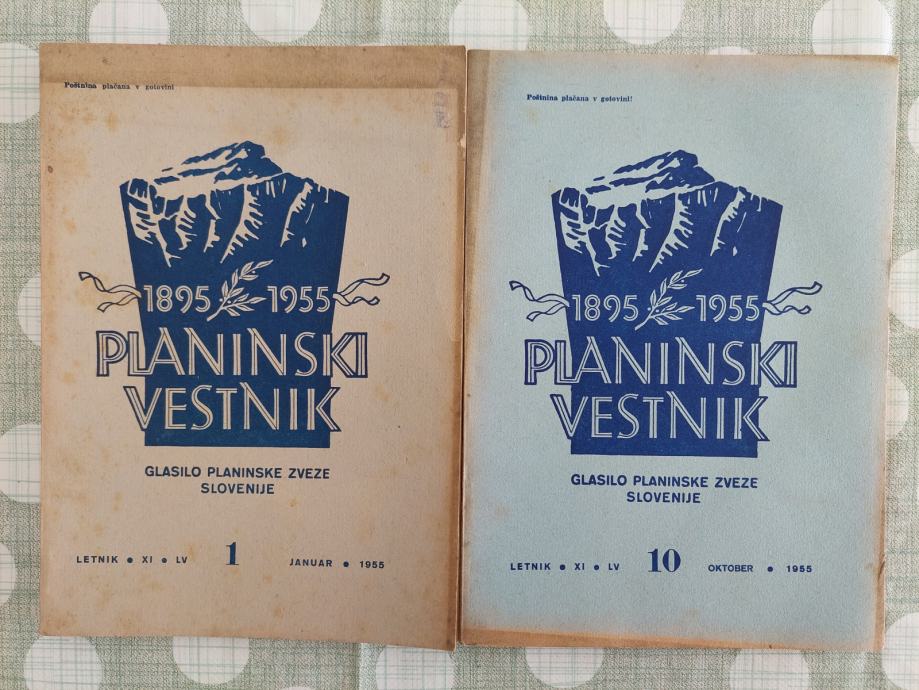 Poštnina plačana v gotovini
1895 1955
PLANINSKI
VESTNIK
GLASILO PLANINSKE ZVEZE
SLOVENIJE
LETNIK • XI • LV 1 JANUAR • 1955
Poštnina plačana v gotovini!
1895 1955
PLANINSKI
VESTNIK
GLASILO PLANINSKE ZVEZE
SLOVENIJE
LETNIK • XI • LV 10 OKTOBER • 1955